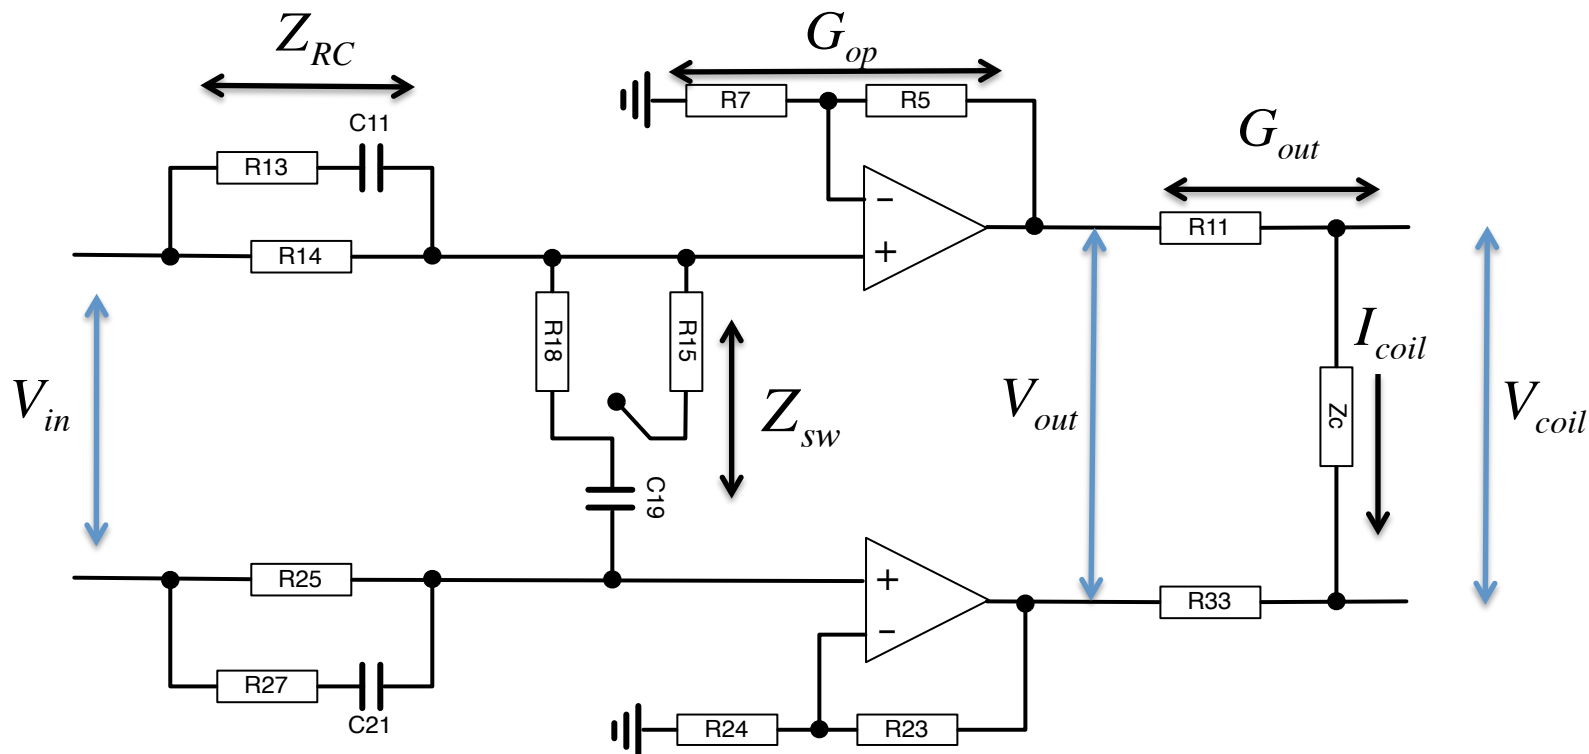 Z_RC
G_op
R7
R5
C11
G_out
R13
−
R11
R14
+
R18
R15
I_coil
V_in
Z_sw
V_out
Zc
V_coil
C19
R25
+
R33
−
R27
C21
R24
R23